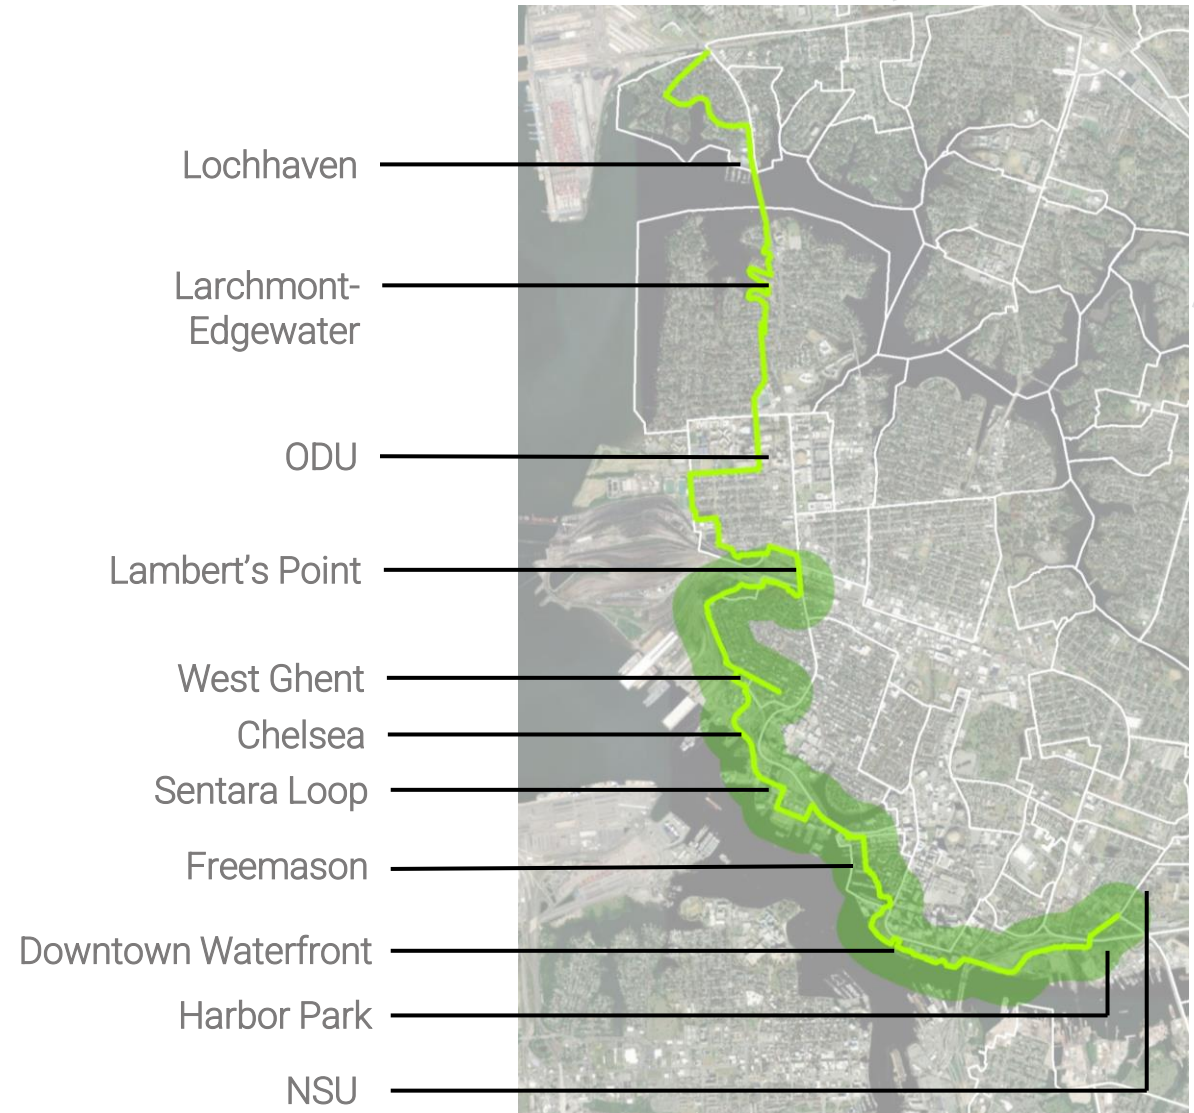 Lochhaven
Larchmont-
Edgewater
ODU
Lambert’s Point
West Ghent
Chelsea
Sentara Loop
Freemason
Downtown Waterfront
Harbor Park
NSU